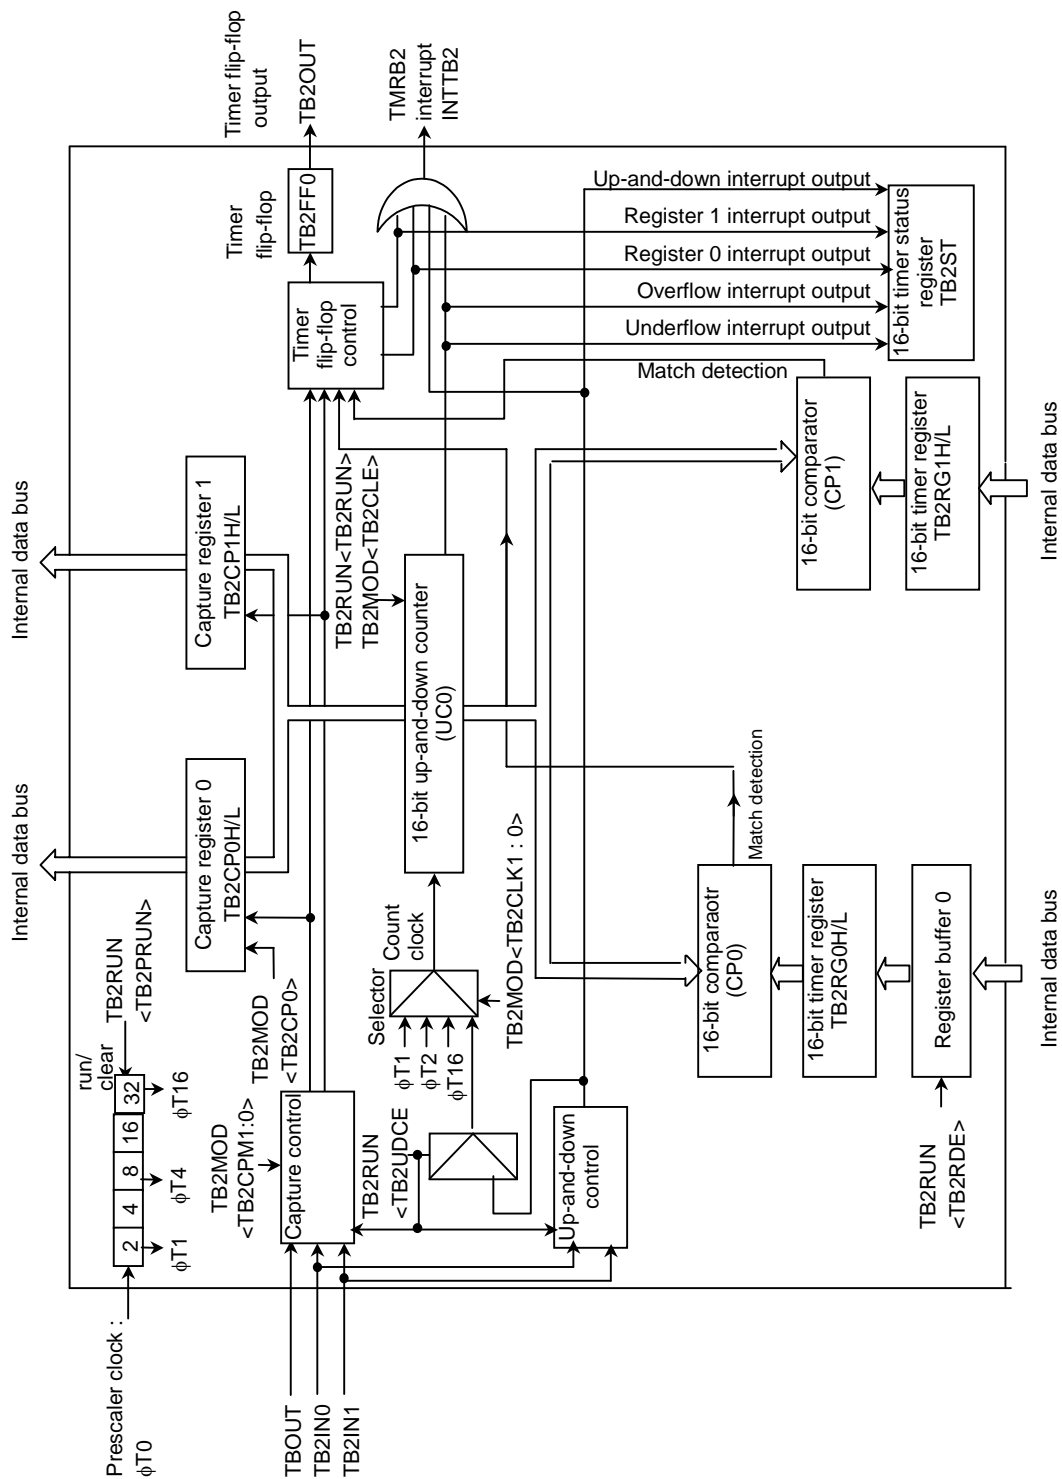 Prescaler clock :
φT0
2
4
8
16
32
φT1
φT4
φT16
run/
clear
TB2RUN
<TB2PRUN>
Internal data bus
Internal data bus
Capture register 0
TB2CP0H/L
Capture register 1
TB2CP1H/L
TBOUT
TB2IN0
TB2IN1
TB2MOD
<TB2CPM1:0>
Capture control
TB2MOD
<TB2CP0>
TB2RUN
<TB2UDCE
Up-and-down
control
Selector
φT1
φT2
φT16
Count
clock
TB2MOD<TB2CLK1 : 0>
16-bit up-and-down counter
(UC0)
TB2RUN<TB2RUN>
TB2MOD<TB2CLE>
Timer
flip-flop
control
Timer
flip-flop
TB2FF0
Timer flip-flop
output
TB2OUT
TMRB2
interrupt
INTTB2
Up-and-down interrupt output
Register 1 interrupt output
Register 0 interrupt output
Overflow interrupt output
Underflow interrupt output
Match detection
16-bit timer status
register
TB2ST
16-bit comparaotr
(CP0)
Match detection
16-bit timer register
TB2RG0H/L
Register buffer 0
TB2RUN
<TB2RDE>
Internal data bus
16-bit comparator
(CP1)
16-bit timer register
TB2RG1H/L
Internal data bus